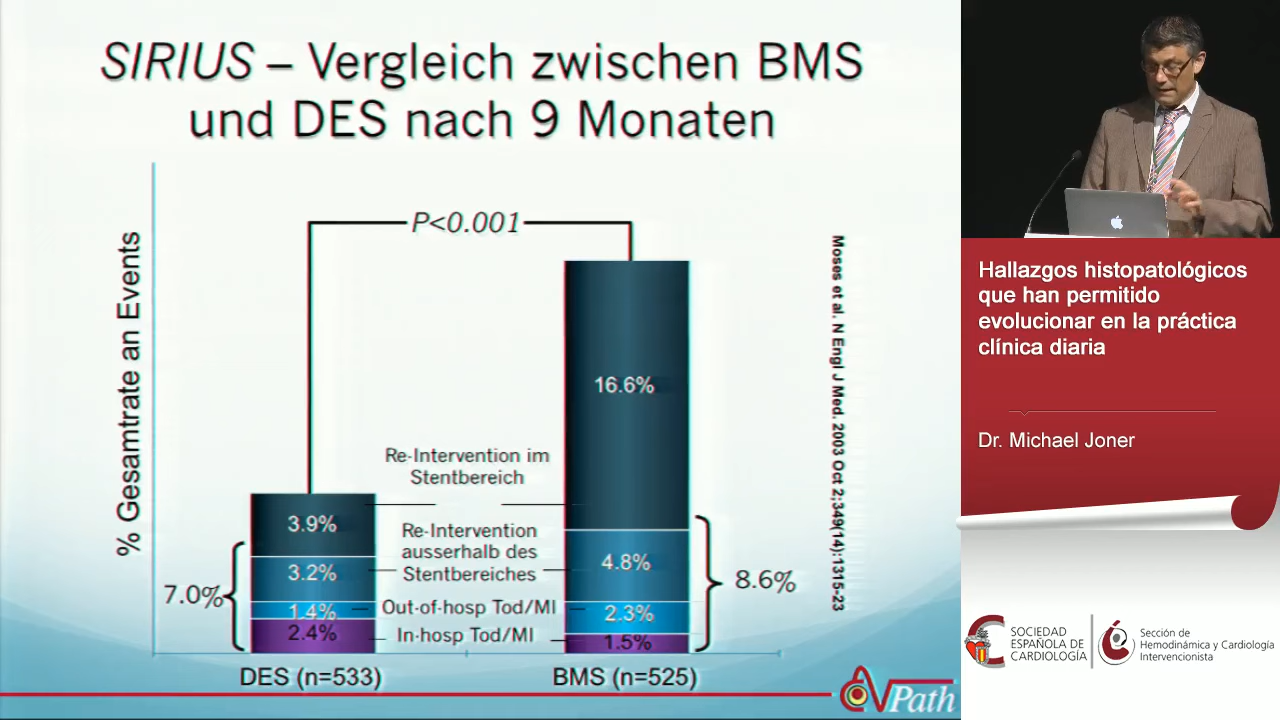 SIRIUS – Vergleich zwischen BMS
und DES nach 9 Monaten
% Gesamtrate an Events
P<0.001
16.6%
Re-Intervention im
Stentbereich
3.9%
Re-Intervention
ausserhalb des
Stentbereiches
3.2%
4.8%
7.0%
8.6%
1.4%
Out-of-hosp Tod/MI
2.3%
2.4%
In-hosp Tod/MI
1.5%
DES (n=533)
BMS (n=525)
Moses et al. N Engl J Med. 2003 Oct 2;349(14):1315-23
CVPath
Hallazgos histopatológicos
que han permitido
evolucionar en la práctica
clínica diaria
Dr. Michael Joner
SOCIEDAD
ESPAÑOLA DE
CARDIOLOGÍA
Sección de
Hemodinámica y Cardiología
Intervencionista